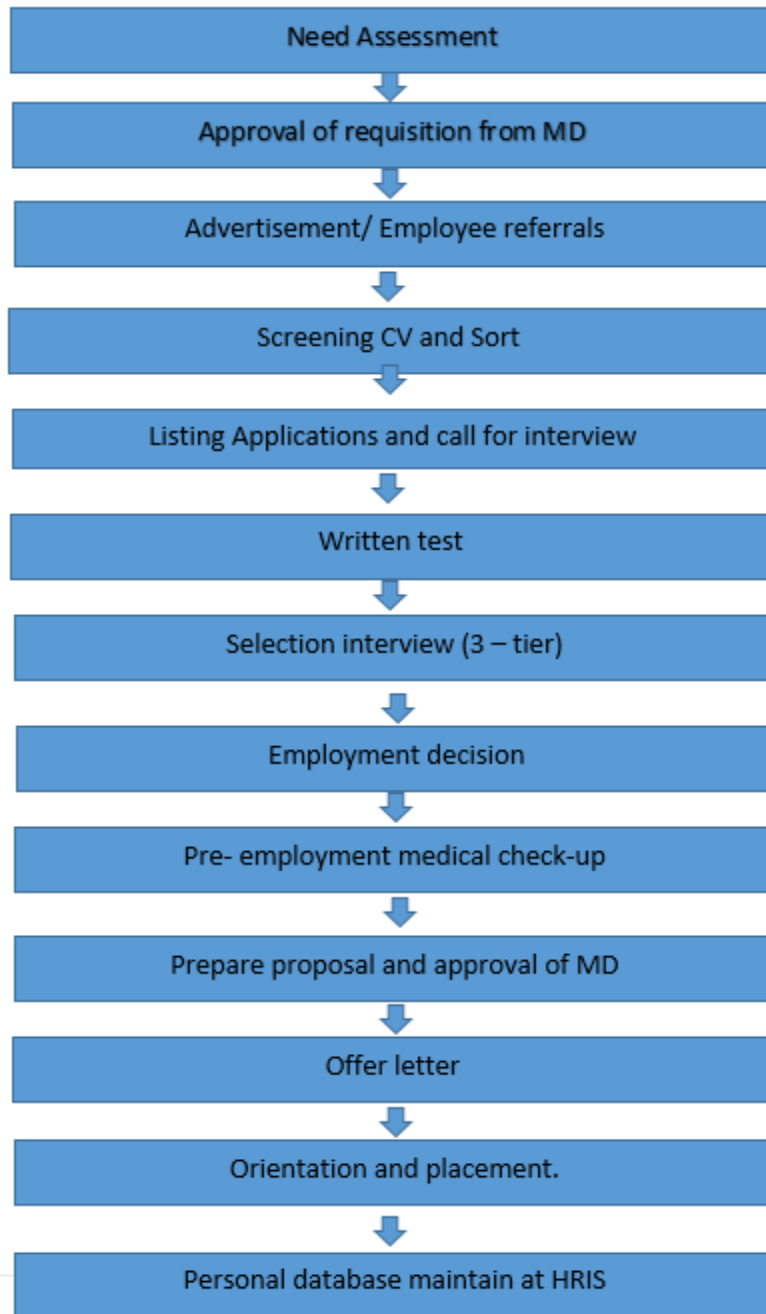 Need Assessment
Approval of requisition from MD
Advertisement/ Employee referrals
Screening CV and Sort
Listing Applications and call for interview
Written test
Selection interview (3 – tier)
Employment decision
Pre- employment medical check-up
Prepare proposal and approval of MD
Offer letter
Orientation and placement.
Personal database maintain at HRIS